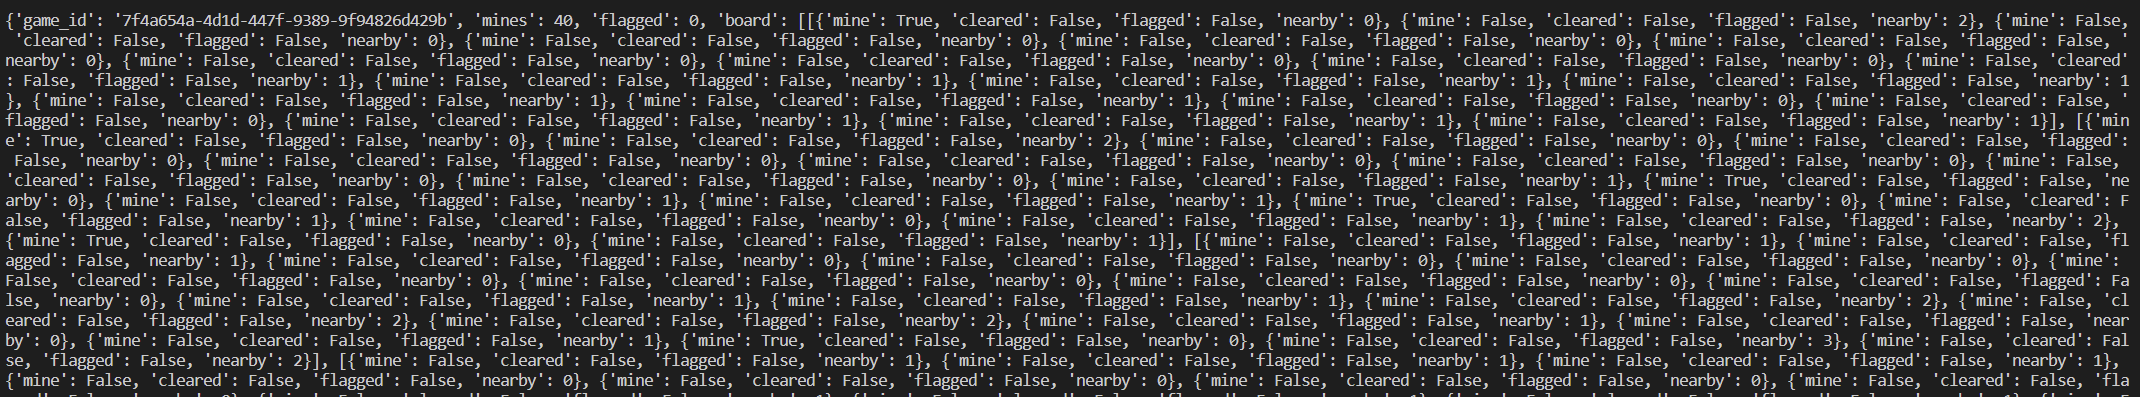 {'game_id': '7f4a654a-4d1d-447f-9389-9f94826d429b', 'mines': 40, 'flagged': 0, 'board': [[{'mine': True, 'cleared': False, 'flagged': False, 'nearby': 0}, {'mine': False, 'cleared': False, 'flagged': False, 'nearby': 2}, {'mine': False,
 'cleared': False, 'flagged': False, 'nearby': 0}, {'mine': False, 'cleared': False, 'flagged': False, 'nearby': 0}, {'mine': False, 'cleared': False, 'flagged': False, 'nearby': 0}, {'mine': False, 'cleared': False, 'flagged': False, '
nearby': 0}, {'mine': False, 'cleared': False, 'flagged': False, 'nearby': 0}, {'mine': False, 'cleared': False, 'flagged': False, 'nearby': 0}, {'mine': False, 'cleared': False, 'flagged': False, 'nearby': 0}, {'mine': False, 'cleared'
: False, 'flagged': False, 'nearby': 1}, {'mine': False, 'cleared': False, 'flagged': False, 'nearby': 1}, {'mine': False, 'cleared': False, 'flagged': False, 'nearby': 1}, {'mine': False, 'cleared': False, 'flagged': False, 'nearby': 1
}, {'mine': False, 'cleared': False, 'flagged': False, 'nearby': 1}, {'mine': False, 'cleared': False, 'flagged': False, 'nearby': 1}, {'mine': False, 'cleared': False, 'flagged': False, 'nearby': 0}, {'mine': False, 'cleared': False, '
flagged': False, 'nearby': 0}, {'mine': False, 'cleared': False, 'flagged': False, 'nearby': 1}, {'mine': False, 'cleared': False, 'flagged': False, 'nearby': 1}, {'mine': False, 'cleared': False, 'flagged': False, 'nearby': 1}], [{'min
e': True, 'cleared': False, 'flagged': False, 'nearby': 0}, {'mine': False, 'cleared': False, 'flagged': False, 'nearby': 2}, {'mine': False, 'cleared': False, 'flagged': False, 'nearby': 0}, {'mine': False, 'cleared': False, 'flagged':
 False, 'nearby': 0}, {'mine': False, 'cleared': False, 'flagged': False, 'nearby': 0}, {'mine': False, 'cleared': False, 'flagged': False, 'nearby': 0}, {'mine': False, 'cleared': False, 'flagged': False, 'nearby': 0}, {'mine': False,
'cleared': False, 'flagged': False, 'nearby': 0}, {'mine': False, 'cleared': False, 'flagged': False, 'nearby': 0}, {'mine': False, 'cleared': False, 'flagged': False, 'nearby': 1}, {'mine': True, 'cleared': False, 'flagged': False, 'ne
arby': 0}, {'mine': False, 'cleared': False, 'flagged': False, 'nearby': 1}, {'mine': False, 'cleared': False, 'flagged': False, 'nearby': 1}, {'mine': True, 'cleared': False, 'flagged': False, 'nearby': 0}, {'mine': False, 'cleared': F
alse, 'flagged': False, 'nearby': 1}, {'mine': False, 'cleared': False, 'flagged': False, 'nearby': 0}, {'mine': False, 'cleared': False, 'flagged': False, 'nearby': 1}, {'mine': False, 'cleared': False, 'flagged': False, 'nearby': 2},
{'mine': True, 'cleared': False, 'flagged': False, 'nearby': 0}, {'mine': False, 'cleared': False, 'flagged': False, 'nearby': 1}], [{'mine': False, 'cleared': False, 'flagged': False, 'nearby': 1}, {'mine': False, 'cleared': False, 'fl
agged': False, 'nearby': 1}, {'mine': False, 'cleared': False, 'flagged': False, 'nearby': 0}, {'mine': False, 'cleared': False, 'flagged': False, 'nearby': 0}, {'mine': False, 'cleared': False, 'flagged': False, 'nearby': 0}, {'mine':
False, 'cleared': False, 'flagged': False, 'nearby': 0}, {'mine': False, 'cleared': False, 'flagged': False, 'nearby': 0}, {'mine': False, 'cleared': False, 'flagged': False, 'nearby': 0}, {'mine': False, 'cleared': False, 'flagged': Fa
lse, 'nearby': 0}, {'mine': False, 'cleared': False, 'flagged': False, 'nearby': 1}, {'mine': False, 'cleared': False, 'flagged': False, 'nearby': 1}, {'mine': False, 'cleared': False, 'flagged': False, 'nearby': 2}, {'mine': False, 'cl
eared': False, 'flagged': False, 'nearby': 2}, {'mine': False, 'cleared': False, 'flagged': False, 'nearby': 2}, {'mine': False, 'cleared': False, 'flagged': False, 'nearby': 1}, {'mine': False, 'cleared': False, 'flagged': False, 'near
by': 0}, {'mine': False, 'cleared': False, 'flagged': False, 'nearby': 1}, {'mine': True, 'cleared': False, 'flagged': False, 'nearby': 0}, {'mine': False, 'cleared': False, 'flagged': False, 'nearby': 3}, {'mine': False, 'cleared': Fal
se, 'flagged': False, 'nearby': 2}], [{'mine': False, 'cleared': False, 'flagged': False, 'nearby': 1}, {'mine': False, 'cleared': False, 'flagged': False, 'nearby': 1}, {'mine': False, 'cleared': False, 'flagged': False, 'nearby': 1},
{'mine': False, 'cleared': False, 'flagged': False, 'nearby': 0}, {'mine': False, 'cleared': False, 'flagged': False, 'nearby': 0}, {'mine': False, 'cleared': False, 'flagged': False, 'nearby': 0}, {'mine': False, 'cleared': False, 'fla